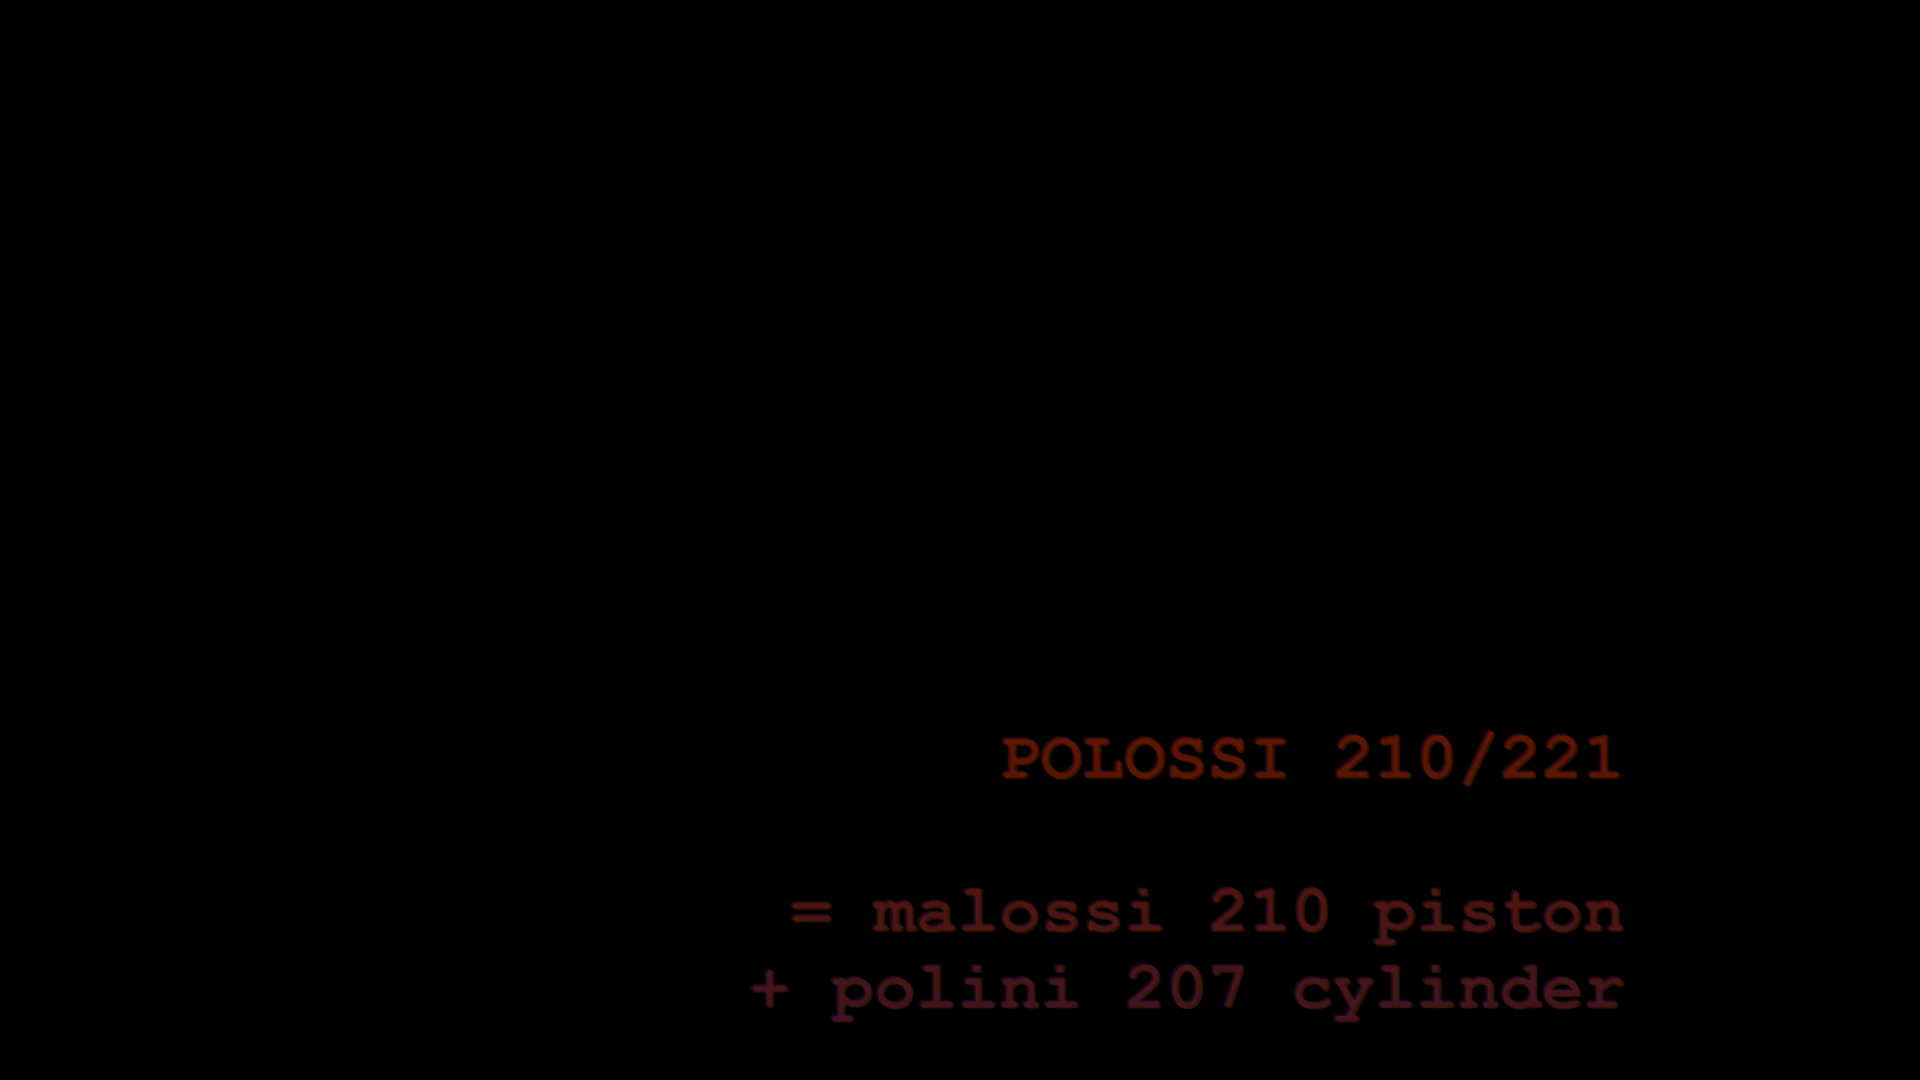 POLOSSI 210/221
= malossi 210 piston
+ polini 207 cylinder